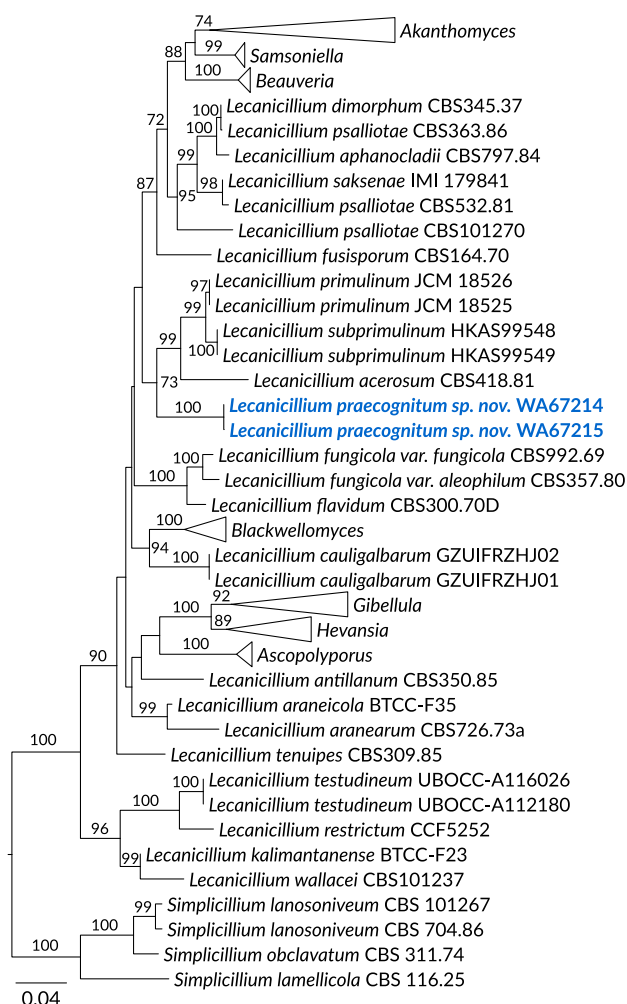 74
Akanthomyces
88
99
Samsoniella
100
Beauveria
100
Lecanicillium dimorphum CBS345.37
72
100
Lecanicillium psalliotae CBS363.86
Lecanicillium aphanocladii CBS797.84
99
98
Lecanicillium saksenae IMI 179841
87
95
Lecanicillium psalliotae CBS532.81
Lecanicillium psalliotae CBS101270
Lecanicillium fusisporum CBS164.70
97
Lecanicillium primulinum JCM 18526
Lecanicillium primulinum JCM 18525
99
Lecanicillium subprimulinum HKAS99548
99
100
Lecanicillium subprimulinum HKAS99549
73
Lecanicillium acerosum CBS418.81
100
Lecanicillium praecognitum sp. nov. WA67214
Lecanicillium praecognitum sp. nov. WA67215
100
Lecanicillium fungicola var. fungicola CBS992.69
100
Lecanicillium fungicola var. aleophilum CBS357.80
Lecanicillium flavidum CBS300.70D
100
Blackwellomyces
94
100
Lecanicillium cauligalbarum GZUIFRZHJ02
Lecanicillium cauligalbarum GZUIFRZHJ01
92
Gibellula
100
89
Hevansia
100
Ascopolyporus
90
Lecanicillium antillanum CBS350.85
99
Lecanicillium araneicola BTCC-F35
Lecanicillium aranearum CBS726.73a
100
Lecanicillium tenuipes CBS309.85
100
Lecanicillium testudineum UBOCC-A116026
100
Lecanicillium testudineum UBOCC-A112180
96
Lecanicillium restrictum CCF5252
99
Lecanicillium kalimantanense BTCC-F23
Lecanicillium wallacei CBS101237
99
Simplicillium lanosoniveum CBS 101267
100
Simplicillium lanosoniveum CBS 704.86
100
Simplicillium obclavatum CBS 311.74
Simplicillium lamellicola CBS 116.25
0.04